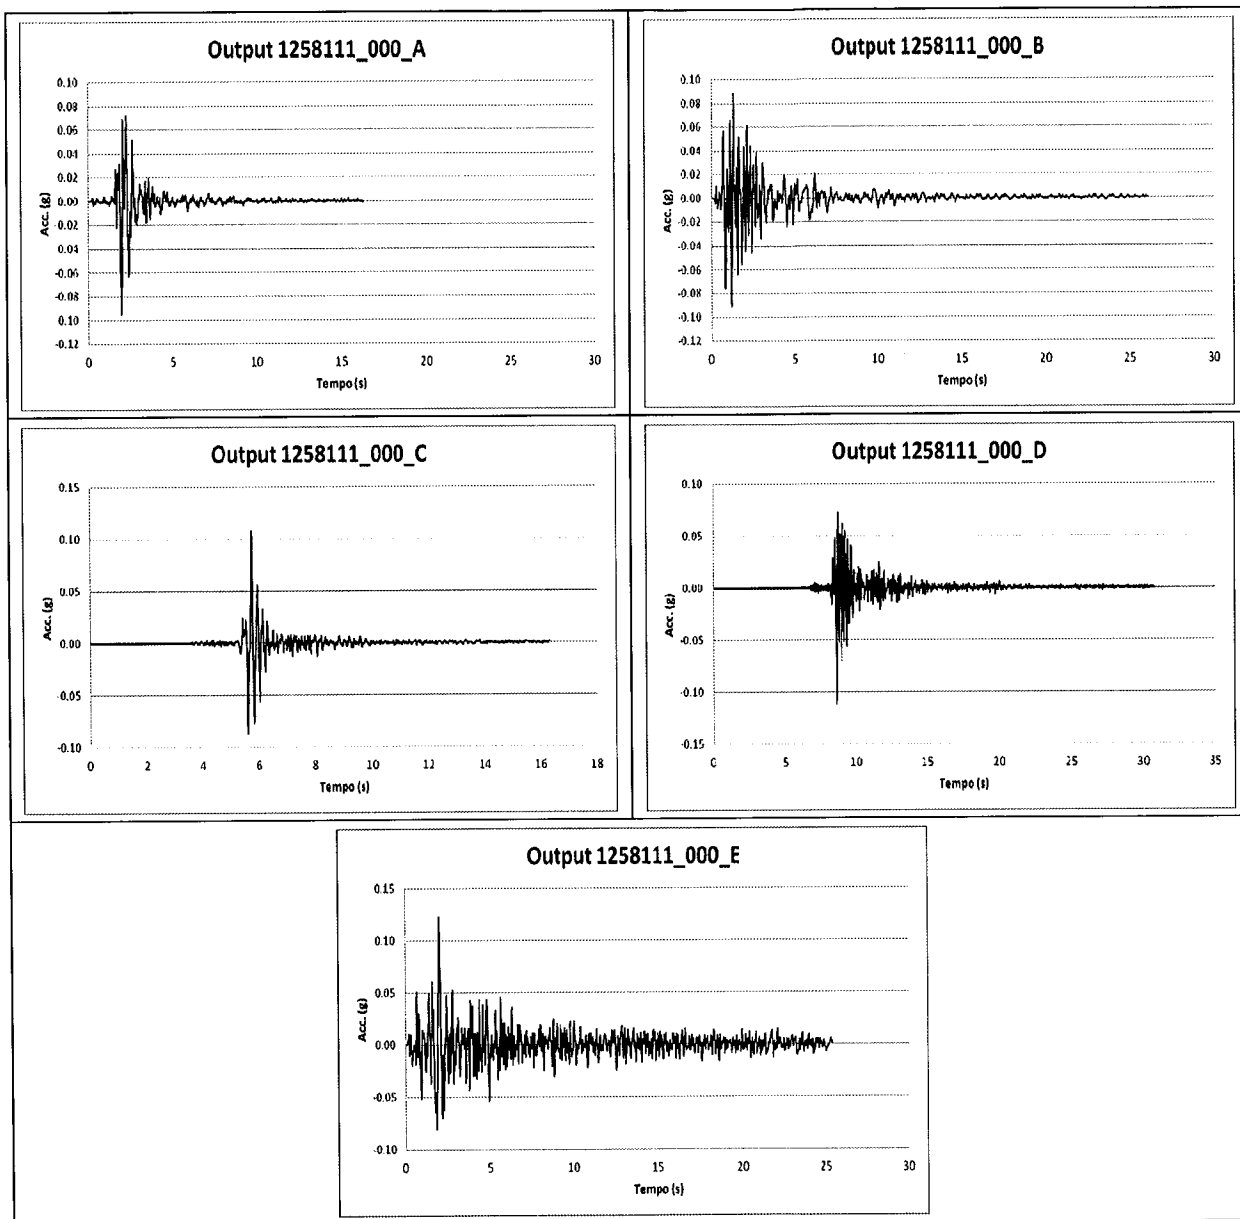 Output 1258111_000_A
0.10
0.08
0.06
0.04
0.02
0.00
-0.02
-0.04
-0.06
-0.08
-0.10
-0.12
Acc. (g)
0 5 10 15 20 25 30
Tempo (s)
Output 1258111_000_B
0.10
0.08
0.06
0.04
0.02
0.00
-0.02
-0.04
-0.06
-0.08
-0.10
-0.12
Acc. (g)
0 5 10 15 20 25 30
Tempo (s)
Output 1258111_000_C
0.15
0.10
0.05
0.00
-0.05
-0.10
Acc. (g)
0 2 4 6 8 10 12 14 16 18
Tempo (s)
Output 1258111_000_D
0.10
0.05
0.00
-0.05
-0.10
-0.15
Acc. (g)
0 5 10 15 20 25 30 35
Tempo (s)
Output 1258111_000_E
0.15
0.10
0.05
0.00
-0.05
-0.10
Acc. (g)
0 5 10 15 20 25 30
Tempo (s)